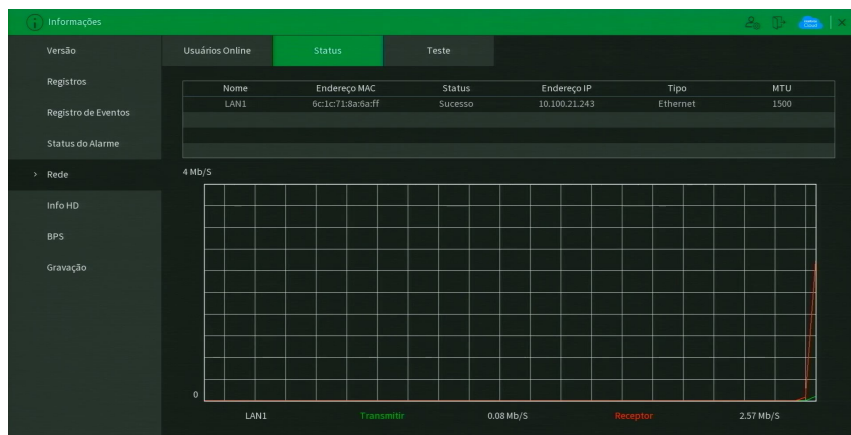 Informações
Cloud
Versão
Registros
Registro de Eventos
Status do Alarme
Rede
Info HD
BPS
Gravação
Usuários Online Status Teste
Nome Endereço MAC Status Endereço IP Tipo MTU
LAN1 6c:1c:71:8a:6a:ff Sucesso 10.100.21.243 Ethernet 1500
4 Mb/S
0
LAN1 Transmitir 0.08 Mb/S Receptor 2.57 Mb/S